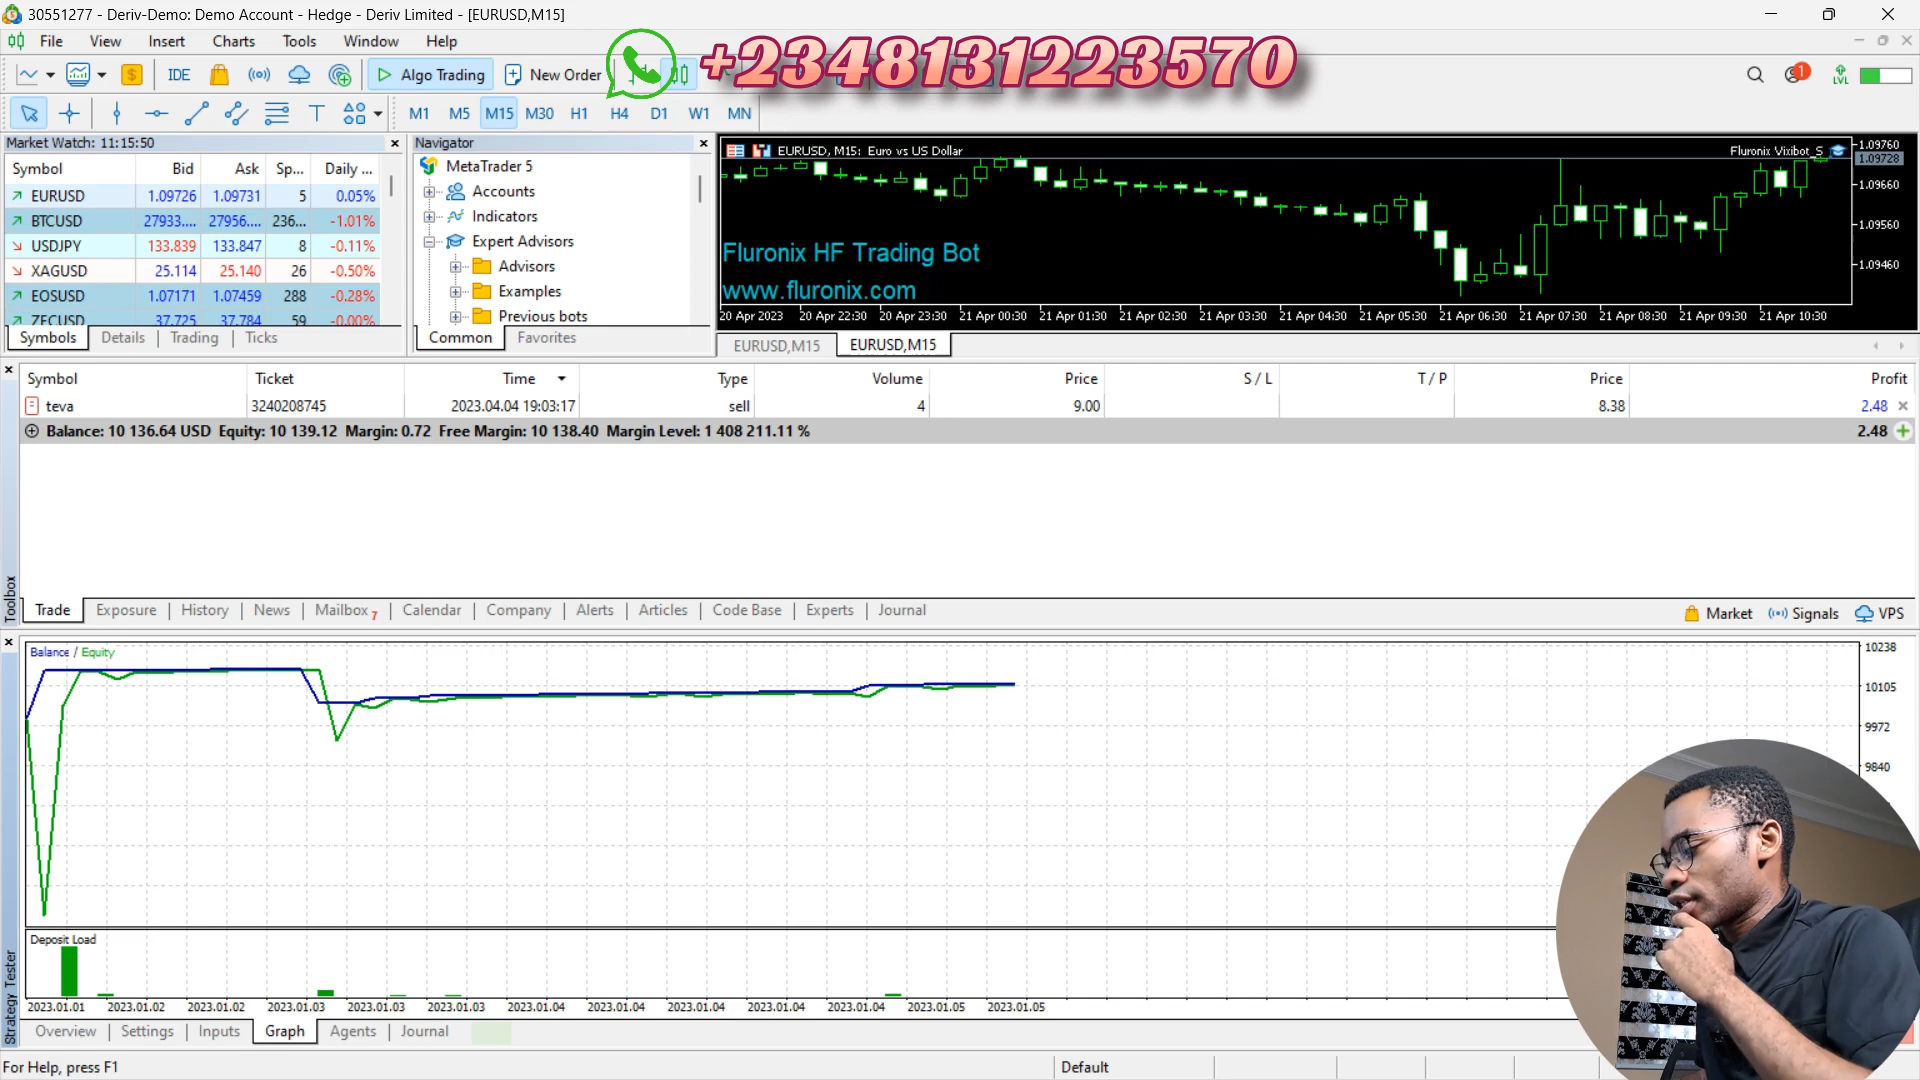 30551277 - Deriv-Demo: Demo Account - Hedge - Deriv Limited - [EURUSD,M15]
File View Insert Charts Tools Window Help
+2348131223570
IDE Algo Trading New Order 1 LVL
M1 M5 M15 M30 H1 H4 D1 W1 MN
Market Watch: 11:15:50
Symbol Bid Ask Sp... Daily ...
EURUSD 1.09726 1.09731 5 0.05%
BTCUSD 27933.... 27956.... 236... -1.01%
USDJPY 133.839 133.847 8 -0.11%
XAGUSD 25.114 25.140 26 -0.50%
EOSUSD 1.07171 1.07459 288 -0.28%
ZECUSD 37.725 37.784 59 -0.00%
Symbols Details Trading Ticks
Navigator
MetaTrader 5
Accounts
Indicators
Expert Advisors
Advisors
Examples
Previous bots
Common Favorites
EURUSD, M15: Euro vs US Dollar
Fluronix Vixibot_S
Fluronix HF Trading Bot
www.fluronix.com
1.09760
1.09728
1.09660
1.09560
1.09460
20 Apr 2023 20 Apr 22:30 20 Apr 23:30 21 Apr 00:30 21 Apr 01:30 21 Apr 02:30 21 Apr 03:30 21 Apr 04:30 21 Apr 05:30 21 Apr 06:30 21 Apr 07:30 21 Apr 08:30 21 Apr 09:30 21 Apr 10:30
EURUSD,M15 EURUSD,M15
Symbol Ticket Time Type Volume Price S / L T / P Price Profit
teva 3240208745 2023.04.04 19:03:17 sell 4 9.00 8.38 2.48
Balance: 10 136.64 USD Equity: 10 139.12 Margin: 0.72 Free Margin: 10 138.40 Margin Level: 1 408 211.11 % 2.48
Toolbox
Trade Exposure History News Mailbox 7 Calendar Company Alerts Articles Code Base Experts Journal
Market Signals VPS
Balance / Equity
10238
10105
9972
9840
Deposit Load
2023.01.01 2023.01.02 2023.01.02 2023.01.03 2023.01.03 2023.01.03 2023.01.04 2023.01.04 2023.01.04 2023.01.04 2023.01.04 2023.01.05 2023.01.05
Strategy Tester
Overview Settings Inputs Graph Agents Journal
For Help, press F1
Default